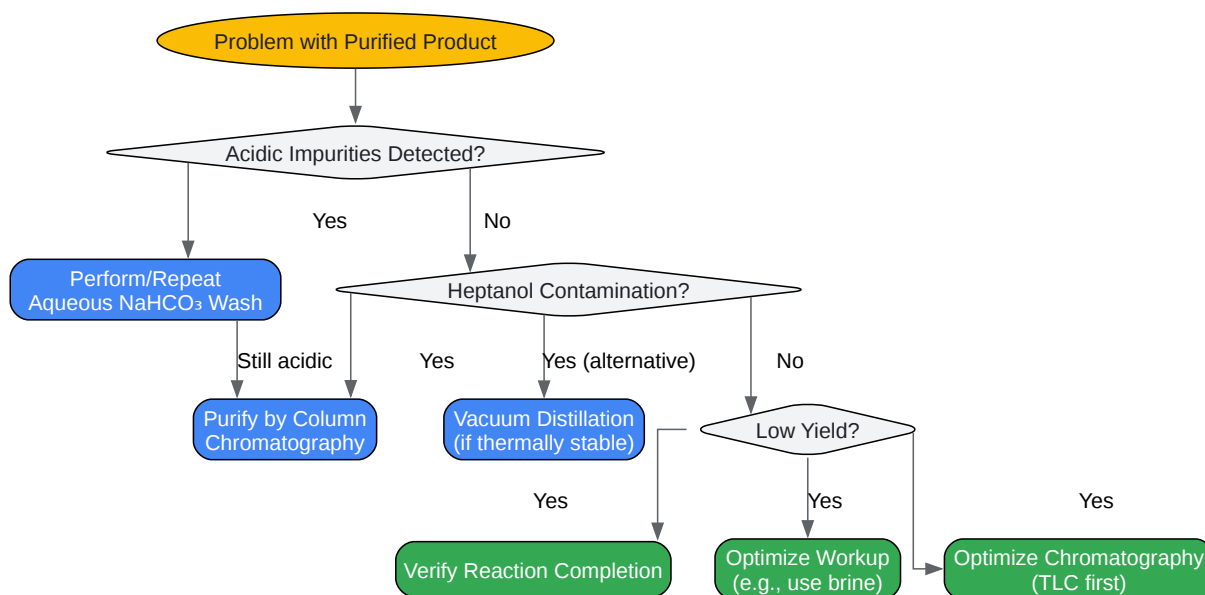 Problem with Purified Product
Acidic Impurities Detected?
Yes
No
Perform/Repeat
Aqueous NaHCO₃ Wash
Heptanol Contamination?
Still acidic
Yes
Yes (alternative)
No
Purify by Column
Chromatography
Vacuum Distillation
(if thermally stable)
Low Yield?
Yes
Yes
Yes
Verify Reaction Completion
Optimize Workup
(e.g., use brine)
Optimize Chromatography
(TLC first)